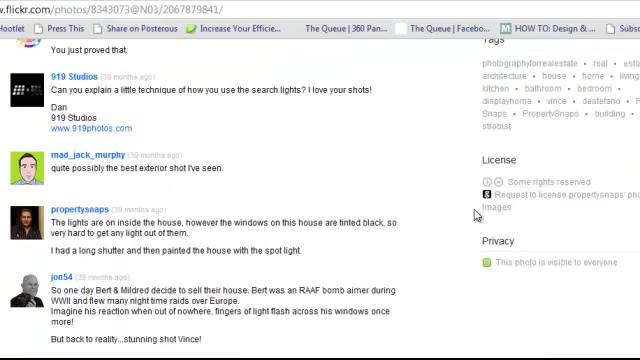 w.flickr.com/photos/8343073@N03/2067879841/
Hootlet Press This Share on Posterous Increase Your Efficie... The Queue | 360 Pan... The Queue | Facebo... HOW TO: Design & ...
You just proved that.
919 Studios (39 months ago)
Can you explain a little technique of how you use the search lights? I love your shots!
Dan
919 Studios
www.919photos.com
mad_jack_murphy (39 months ago)
quite possibly the best exterior shot I've seen.
propertysnaps (39 months ago)
The lights are on inside the house, however the windows on this house are tinted black, so
very hard to get any light out of them.
I had a long shutter and then painted the house with the spot light.
jon54 (39 months ago)
So one day Bert & Mildred decide to sell their house. Bert was an RAAF bomb aimer during
WWII and flew many night time raids over Europe.
Imagine his reaction when out of nowhere, fingers of light flash across his windows once
more!
But back to reality...stunning shot Vince!
Tags
photographyforrealestate • real • esta
architecture • house • home • living
kitchen • bathroom • bedroom •
displayhome • vince • destefano •
Snaps • PropertySnaps • building •
strobist
License
Some rights reserved
Request to license propertysnaps' pho
Images
Privacy
This photo is visible to everyone